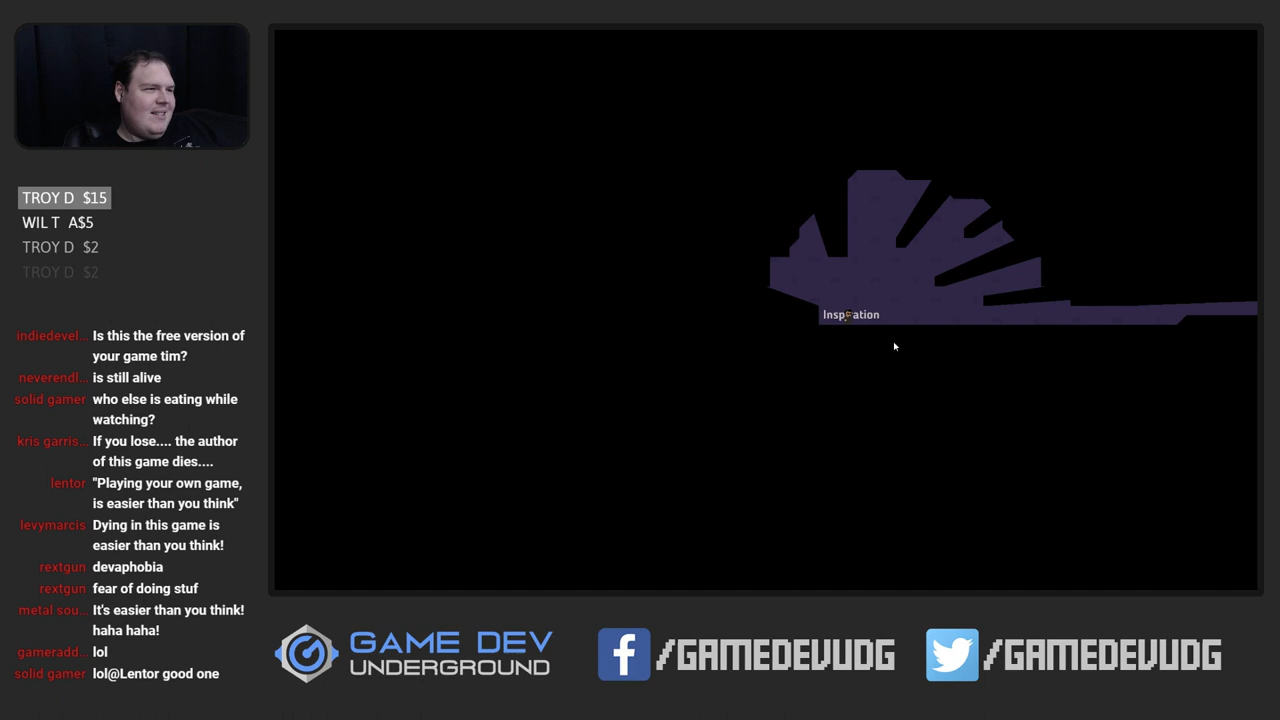 TROY D $15
WIL T A$5
TROY D $2
TROY D $2
indiedevel... Is this the free version of
your game tim?
neverendl... is still alive
solid gamer who else is eating while
watching?
kris garris... If you lose.... the author
of this game dies....
lentor "Playing your own game,
is easier than you think"
levymarcis Dying in this game is
easier than you think!
rextgun devaphobia
rextgun fear of doing stuf
metal sou... It's easier than you think!
haha haha!
gameradd... lol
solid gamer lol@Lentor good one
Inspiration
GAME DEV
UNDERGROUND
/GAMEDEVUDG
/GAMEDEVUDG